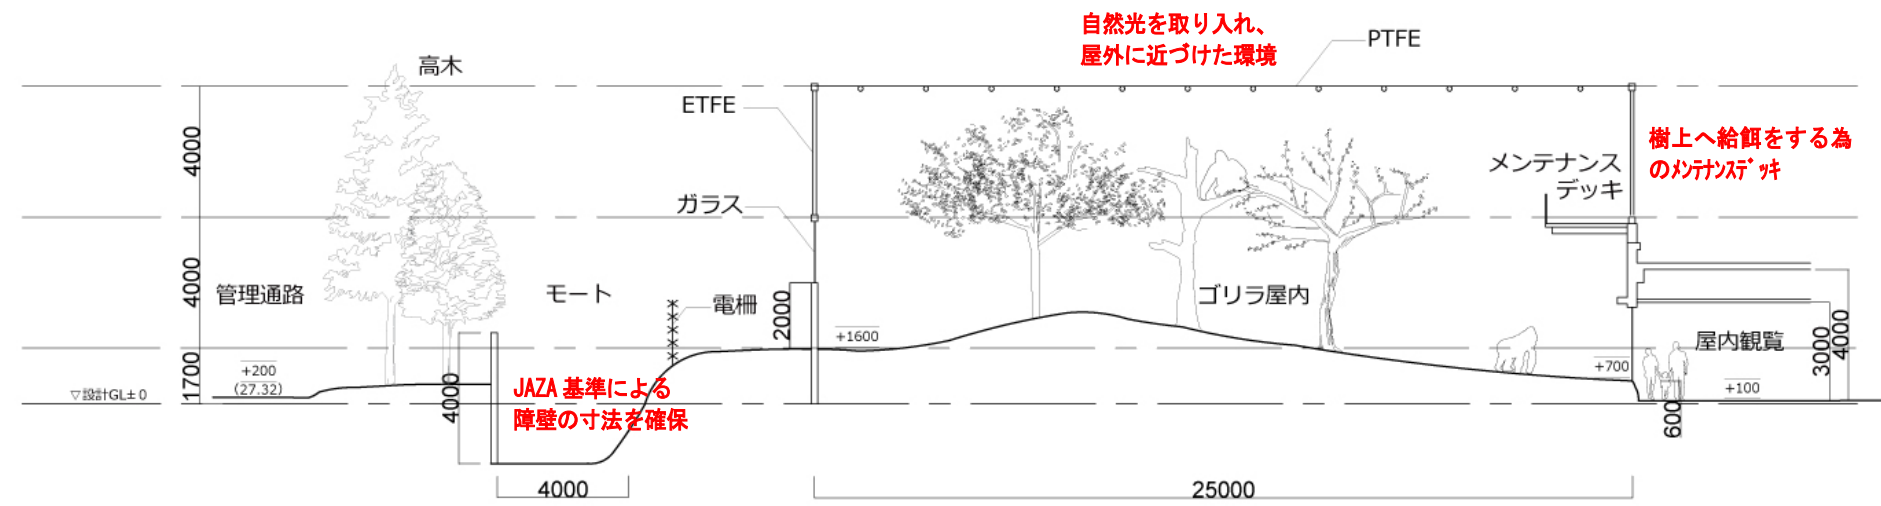 自然光を取り入れ、
屋外に近づけた環境
PTFE
高木
ETFE
4000
樹上へ給餌をする為
のﾒﾝﾃﾅﾝｽﾃﾞｯｷ
メンテナンス
デッキ
ガラス
管理通路
モート
電柵
ゴリラ屋内
4000
2000
+1600
屋内観覧
3000
4000
1700
+200
(27.32)
▽設計GL±0
4000
JAZA 基準による
障壁の寸法を確保
+700
+100
600
4000
25000